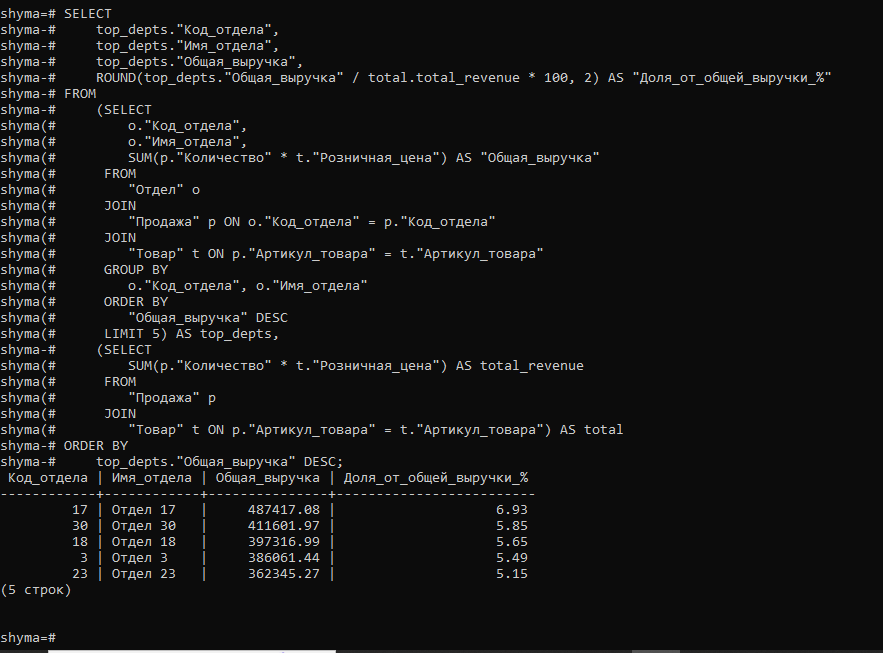 shyma=# SELECT
shyma-#     top_depts."Код_отдела",
shyma-#     top_depts."Имя_отдела",
shyma-#     top_depts."Общая_выручка",
shyma-#     ROUND(top_depts."Общая_выручка" / total.total_revenue * 100, 2) AS "Доля_от_общей_выручки_%"
shyma-# FROM
shyma-#     (SELECT
shyma(#         o."Код_отдела",
shyma(#         o."Имя_отдела",
shyma(#         SUM(p."Количество" * t."Розничная_цена") AS "Общая_выручка"
shyma(#      FROM
shyma(#         "Отдел" o
shyma(#      JOIN
shyma(#         "Продажа" p ON o."Код_отдела" = p."Код_отдела"
shyma(#      JOIN
shyma(#         "Товар" t ON p."Артикул_товара" = t."Артикул_товара"
shyma(#      GROUP BY
shyma(#         o."Код_отдела", o."Имя_отдела"
shyma(#      ORDER BY
shyma(#         "Общая_выручка" DESC
shyma(#      LIMIT 5) AS top_depts,
shyma-#     (SELECT
shyma(#         SUM(p."Количество" * t."Розничная_цена") AS total_revenue
shyma(#      FROM
shyma(#         "Продажа" p
shyma(#      JOIN
shyma(#         "Товар" t ON p."Артикул_товара" = t."Артикул_товара") AS total
shyma-# ORDER BY
shyma-#     top_depts."Общая_выручка" DESC;
 Код_отдела | Имя_отдела | Общая_выручка | Доля_от_общей_выручки_%
------------+------------+---------------+-------------------------
         17 | Отдел 17   |     487417.08 |                    6.93
         30 | Отдел 30   |     411601.97 |                    5.85
         18 | Отдел 18   |     397316.99 |                    5.65
          3 | Отдел 3    |     386061.44 |                    5.49
         23 | Отдел 23   |     362345.27 |                    5.15
(5 строк)
shyma=#